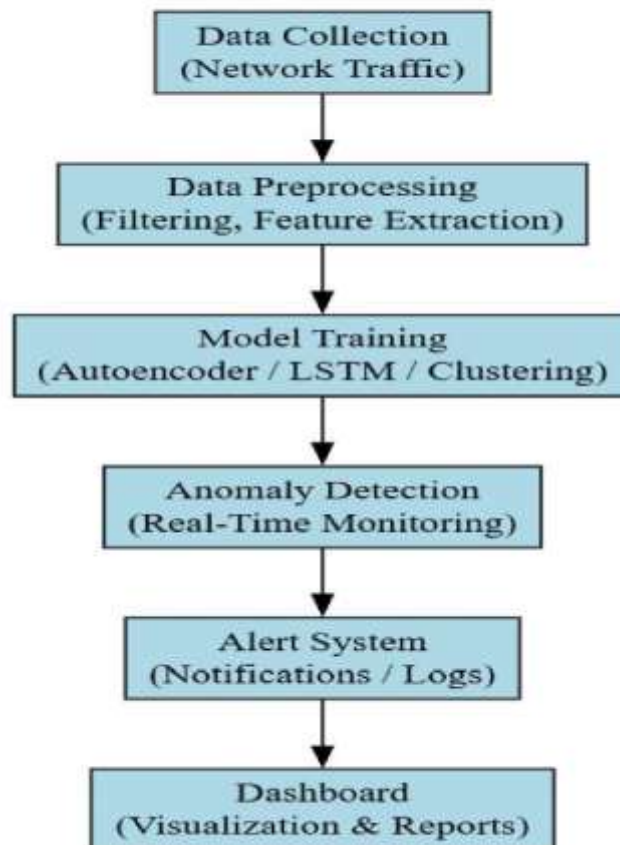 Data Collection
(Network Traffic)
Data Preprocessing
(Filtering, Feature Extraction)
Model Training
(Autoencoder / LSTM / Clustering)
Anomaly Detection
(Real-Time Monitoring)
Alert System
(Notifications / Logs)
Dashboard
(Visualization & Reports)